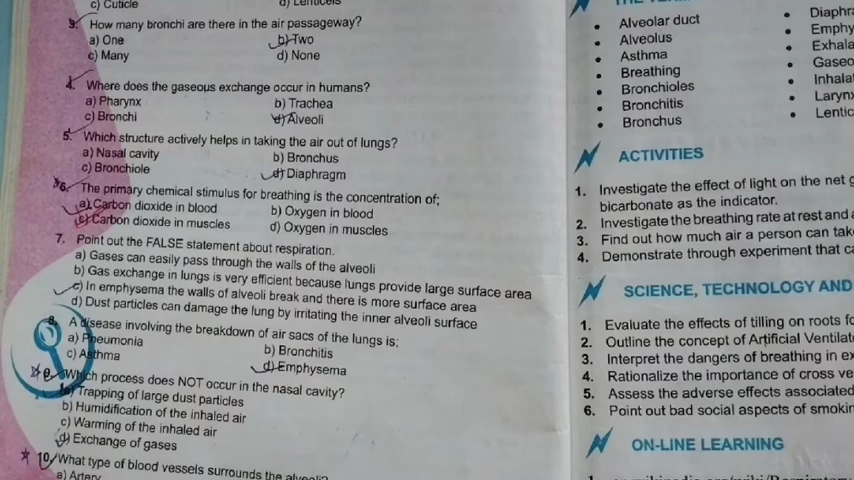 c) Cuticle d) Lenticels
3. How many bronchi are there in the air passageway?
a) One b) Two
c) Many d) None
4. Where does the gaseous exchange occur in humans?
a) Pharynx b) Trachea
c) Bronchi d) Alveoli
5. Which structure actively helps in taking the air out of lungs?
a) Nasal cavity b) Bronchus
c) Bronchiole d) Diaphragm
6. The primary chemical stimulus for breathing is the concentration of;
a) Carbon dioxide in blood b) Oxygen in blood
c) Carbon dioxide in muscles d) Oxygen in muscles
7. Point out the FALSE statement about respiration.
a) Gases can easily pass through the walls of the alveoli
b) Gas exchange in lungs is very efficient because lungs provide large surface area
c) In emphysema the walls of alveoli break and there is more surface area
d) Dust particles can damage the lung by irritating the inner alveoli surface
8. A disease involving the breakdown of air sacs of the lungs is;
a) Pneumonia b) Bronchitis
c) Asthma d) Emphysema
9. Which process does NOT occur in the nasal cavity?
a) Trapping of large dust particles
b) Humidification of the inhaled air
c) Warming of the inhaled air
d) Exchange of gases
10. What type of blood vessels surrounds the alveoli?
a) Artery
• Alveolar duct
• Alveolus
• Asthma
• Breathing
• Bronchioles
• Bronchitis
• Bronchus
• Diaphra
• Emphy
• Exhala
• Gaseo
• Inhala
• Laryn
• Lentic
ACTIVITIES
1. Investigate the effect of light on the net g
bicarbonate as the indicator.
2. Investigate the breathing rate at rest and a
3. Find out how much air a person can tak
4. Demonstrate through experiment that ca
SCIENCE, TECHNOLOGY AND
1. Evaluate the effects of tilling on roots fo
2. Outline the concept of Artificial Ventilat
3. Interpret the dangers of breathing in ex
4. Rationalize the importance of cross ve
5. Assess the adverse effects associated
6. Point out bad social aspects of smokin
ON-LINE LEARNING